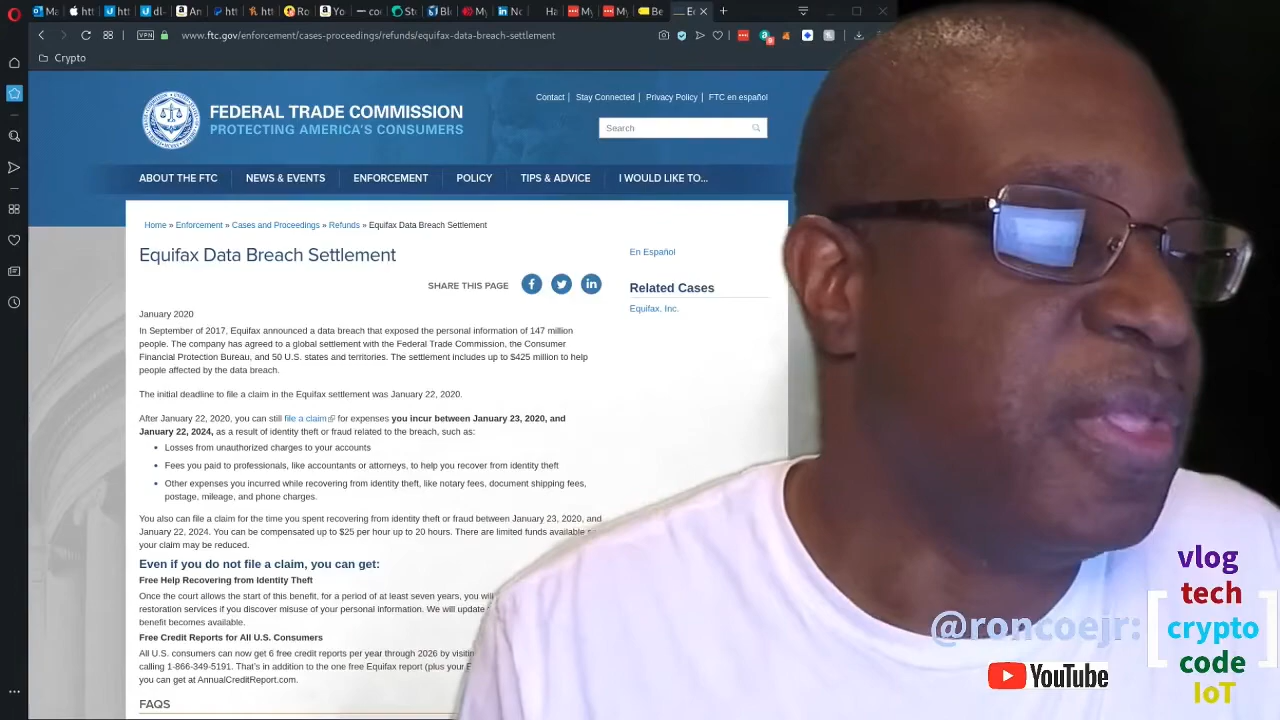 Ma
Yo
www.ftc.gov/enforcement/cases-proceedings/refunds/equifax-data-breach-settlement
VPN
Crypto
FEDERAL TRADE COMMISSION
PROTECTING AMERICA'S CONSUMERS
Contact | Stay Connected | Privacy Policy | FTC en español
Search
ABOUT THE FTC
NEWS & EVENTS
ENFORCEMENT
POLICY
TIPS & ADVICE
I WOULD LIKE TO...
Home » Enforcement » Cases and Proceedings » Refunds » Equifax Data Breach Settlement
Equifax Data Breach Settlement
En Español
SHARE THIS PAGE
Related Cases
Equifax, Inc.
January 2020
In September of 2017, Equifax announced a data breach that exposed the personal information of 147 million
people. The company has agreed to a global settlement with the Federal Trade Commission, the Consumer
Financial Protection Bureau, and 50 U.S. states and territories. The settlement includes up to $425 million to help
people affected by the data breach.
The initial deadline to file a claim in the Equifax settlement was January 22, 2020.
After January 22, 2020, you can still file a claim for expenses you incur between January 23, 2020, and
January 22, 2024, as a result of identity theft or fraud related to the breach, such as:
Losses from unauthorized charges to your accounts
Fees you paid to professionals, like accountants or attorneys, to help you recover from identity theft
Other expenses you incurred while recovering from identity theft, like notary fees, document shipping fees,
postage, mileage, and phone charges.
You also can file a claim for the time you spent recovering from identity theft or fraud between January 23, 2020, and
January 22, 2024. You can be compensated up to $25 per hour up to 20 hours. There are limited funds available
your claim may be reduced.
Even if you do not file a claim, you can get:
Free Help Recovering from Identity Theft
Once the court allows the start of this benefit, for a period of at least seven years, you will
restoration services if you discover misuse of your personal information. We will update
benefit becomes available.
Free Credit Reports for All U.S. Consumers
All U.S. consumers can now get 6 free credit reports per year through 2026 by visiting
calling 1-866-349-5191. That's in addition to the one free Equifax report (plus your
you can get at AnnualCreditReport.com.
FAQS
@roncoejr:
YouTube
vlog
tech
crypto
code
IoT